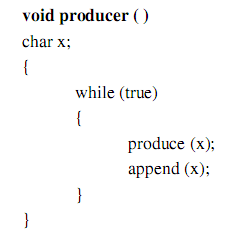 void producer ( )
char x;
{
while (true)
{
produce (x);
append (x);
}
}